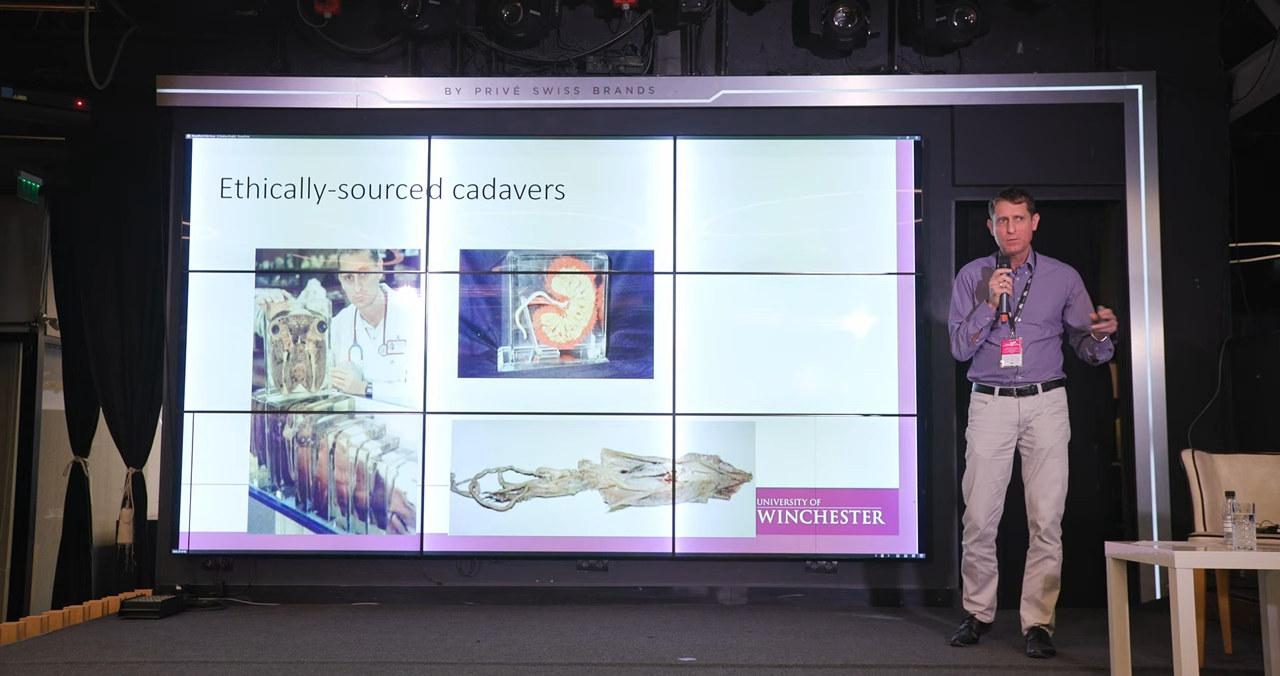 BY PRIVÉ SWISS BRANDS
Ethically-sourced cadavers
UNIVERSITY OF
WINCHESTER